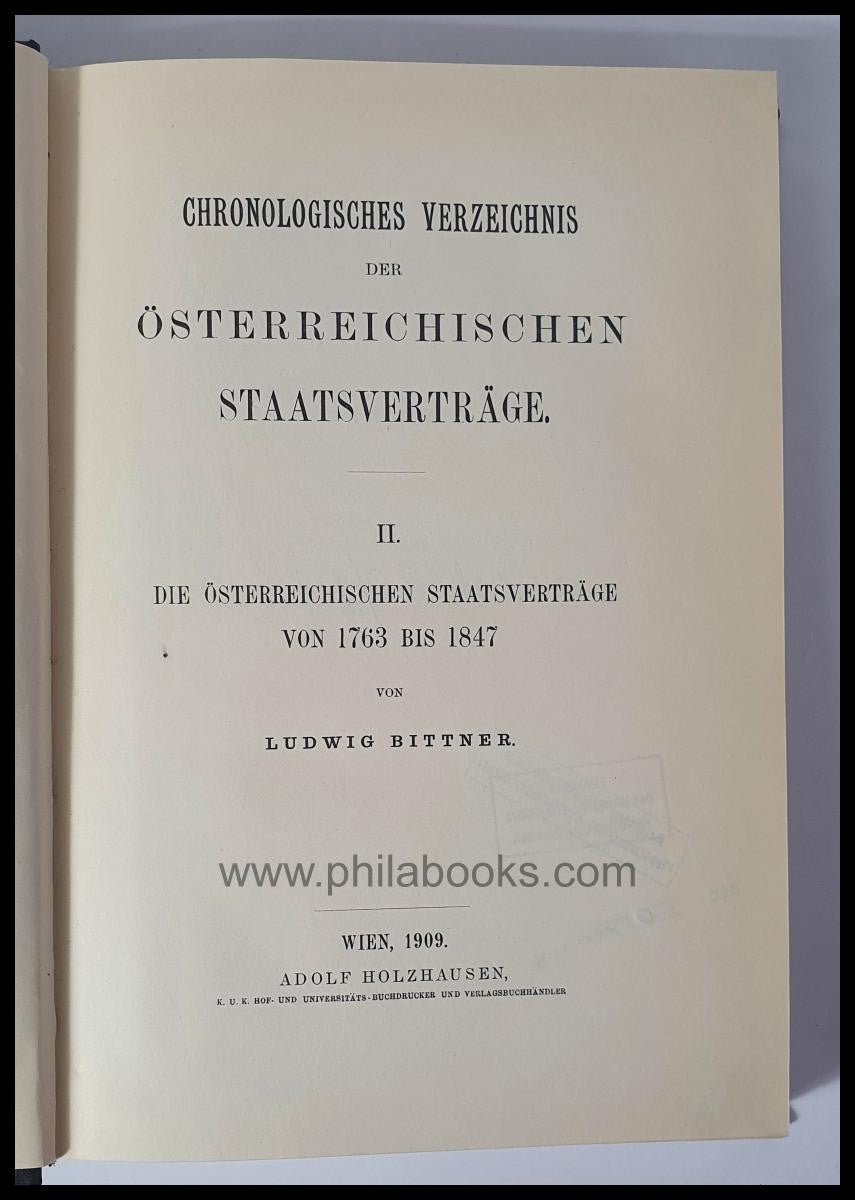 CHRONOLOGISCHES VERZEICHNIS
DER
ÖSTERREICHISCHEN
STAATSVERTRÄGE.
II.
DIE ÖSTERREICHISCHEN STAATSVERTRÄGE
VON 1763 BIS 1847
VON
LUDWIG BITTNER.
www.philabooks.com
WIEN, 1909.
ADOLF HOLZHAUSEN,
K. U. K. HOF- UND UNIVERSITÄTS-BUCHDRUCKER UND VERLAGSBUCHHÄNDLER